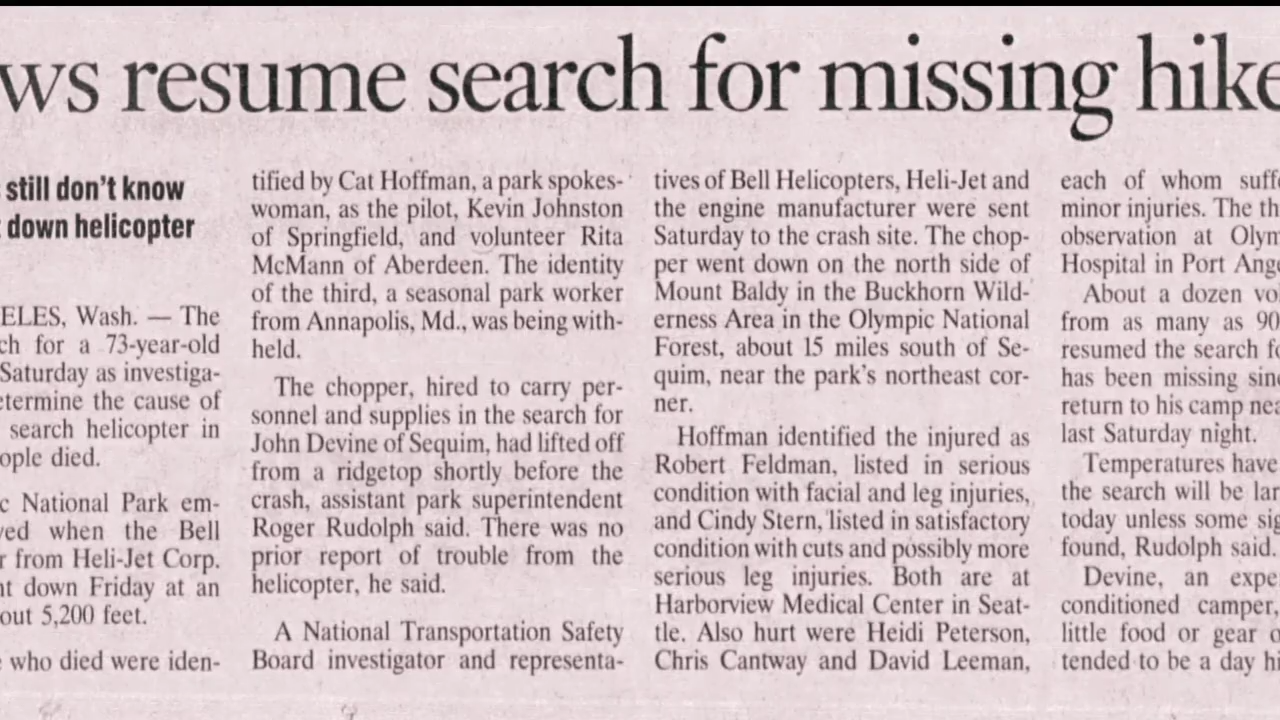 ws resume search for missing hike
still don't know
down helicopter
ELES, Wash. — The
ch for a 73-year-old
Saturday as investiga-
etermine the cause of
search helicopter in
ople died.
c National Park em-
ved when the Bell
r from Heli-Jet Corp.
nt down Friday at an
out 5,200 feet.
who died were iden-
tified by Cat Hoffman, a park spokes-
woman, as the pilot, Kevin Johnston
of Springfield, and volunteer Rita
McMann of Aberdeen. The identity
of the third, a seasonal park worker
from Annapolis, Md., was being with-
held.
The chopper, hired to carry per-
sonnel and supplies in the search for
John Devine of Sequim, had lifted off
from a ridgetop shortly before the
crash, assistant park superintendent
Roger Rudolph said. There was no
prior report of trouble from the
helicopter, he said.
A National Transportation Safety
Board investigator and representa-
tives of Bell Helicopters, Heli-Jet and
the engine manufacturer were sent
Saturday to the crash site. The chop-
per went down on the north side of
Mount Baldy in the Buckhorn Wild-
erness Area in the Olympic National
Forest, about 15 miles south of Se-
quim, near the park's northeast cor-
ner.
Hoffman identified the injured as
Robert Feldman, listed in serious
condition with facial and leg injuries,
and Cindy Stern, listed in satisfactory
condition with cuts and possibly more
serious leg injuries. Both are at
Harborview Medical Center in Seat-
tle. Also hurt were Heidi Peterson,
Chris Cantway and David Leeman,
each of whom suff
minor injuries. The th
observation at Olym
Hospital in Port Ange
About a dozen vo
from as many as 90
resumed the search fo
has been missing sinc
return to his camp nea
last Saturday night.
Temperatures have
the search will be lar
today unless some sig
found, Rudolph said.
Devine, an expe
conditioned camper,
little food or gear o
tended to be a day hi